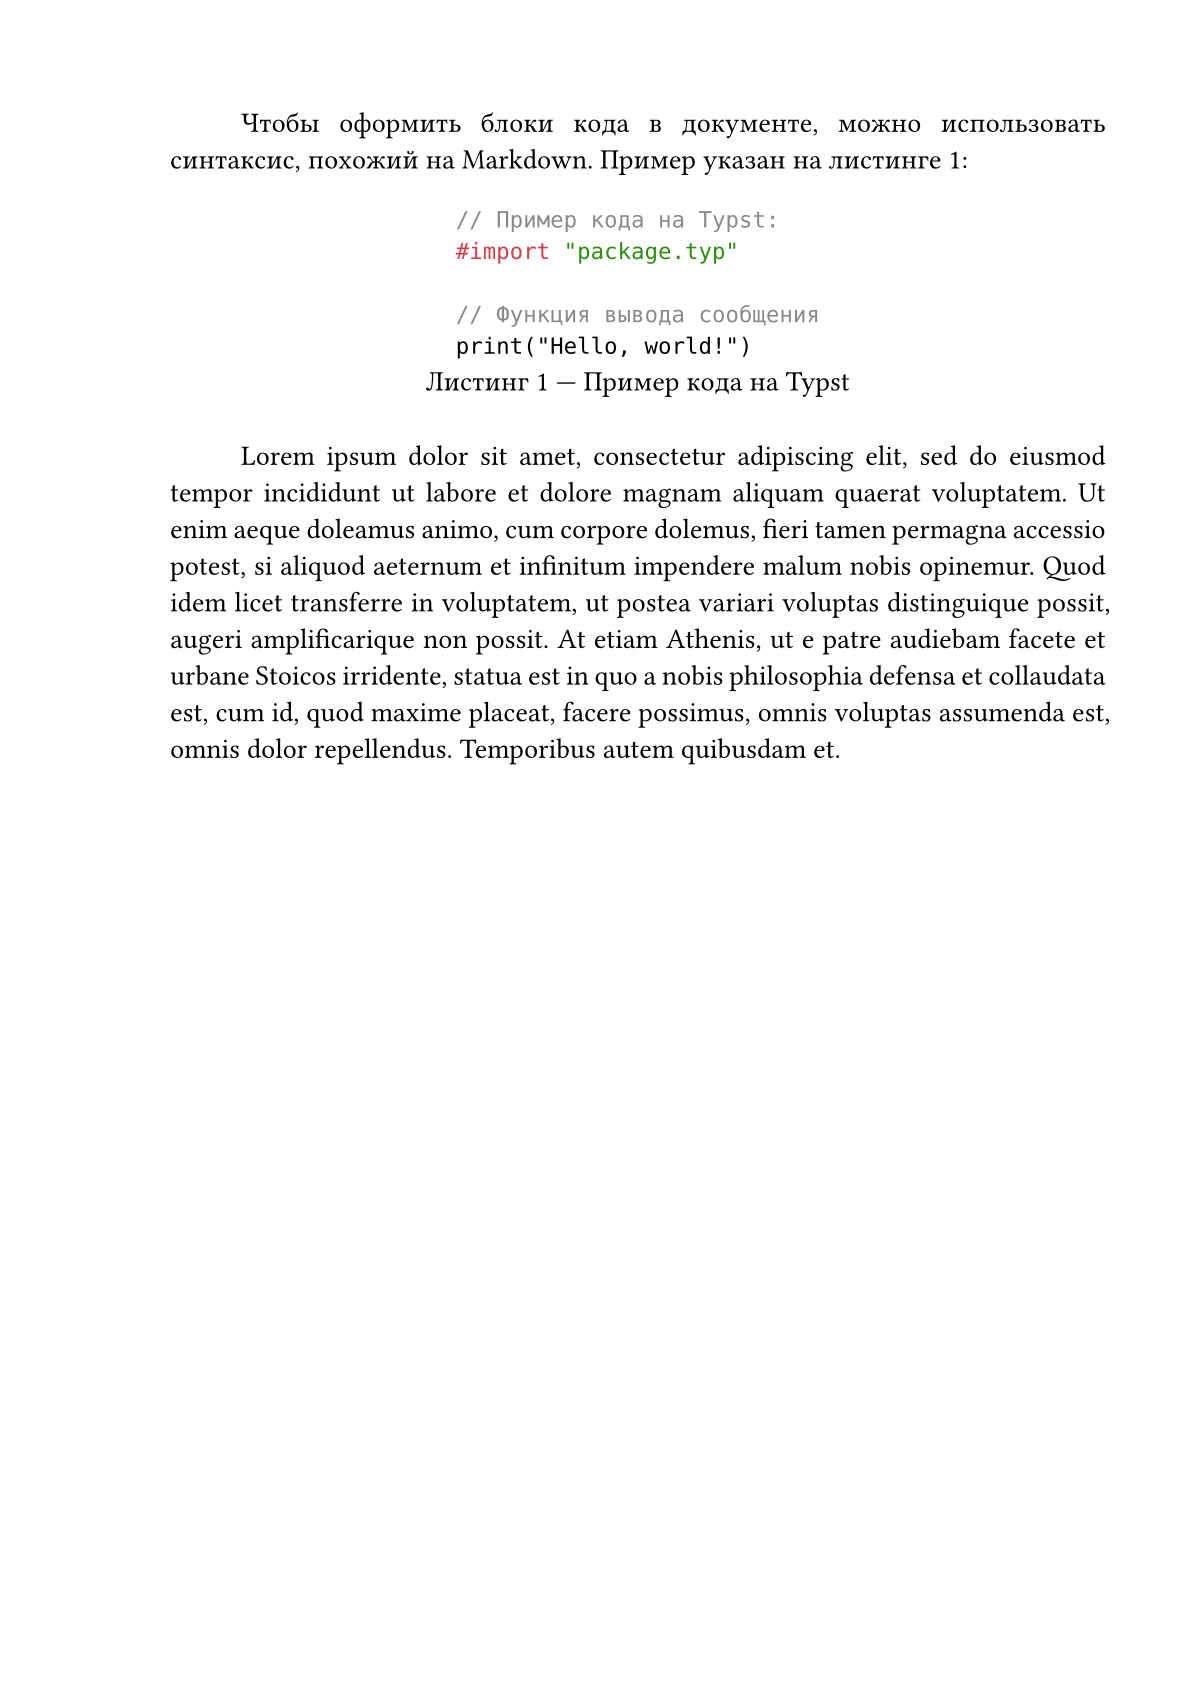 Чтобы оформить блоки кода в документе, можно использовать
синтаксис, похожий на Markdown. Пример указан на листинге 1:
// Пример кода на Typst:
#import "package.typ"
// Функция вывода сообщения
print("Hello, world!")
Листинг 1 — Пример кода на Typst
Lorem ipsum dolor sit amet, consectetur adipiscing elit, sed do eiusmod
tempor incididunt ut labore et dolore magnam aliquam quaerat voluptatem. Ut
enim aeque doleamus animo, cum corpore dolemus, fieri tamen permagna accessio
potest, si aliquod aeternum et infinitum impendere malum nobis opinemur. Quod
idem licet transferre in voluptatem, ut postea variari voluptas distinguique possit,
augeri amplificarique non possit. At etiam Athenis, ut e patre audiebam facete et
urbane Stoicos irridente, statua est in quo a nobis philosophia defensa et collaudata
est, cum id, quod maxime placeat, facere possimus, omnis voluptas assumenda est,
omnis dolor repellendus. Temporibus autem quibusdam et.